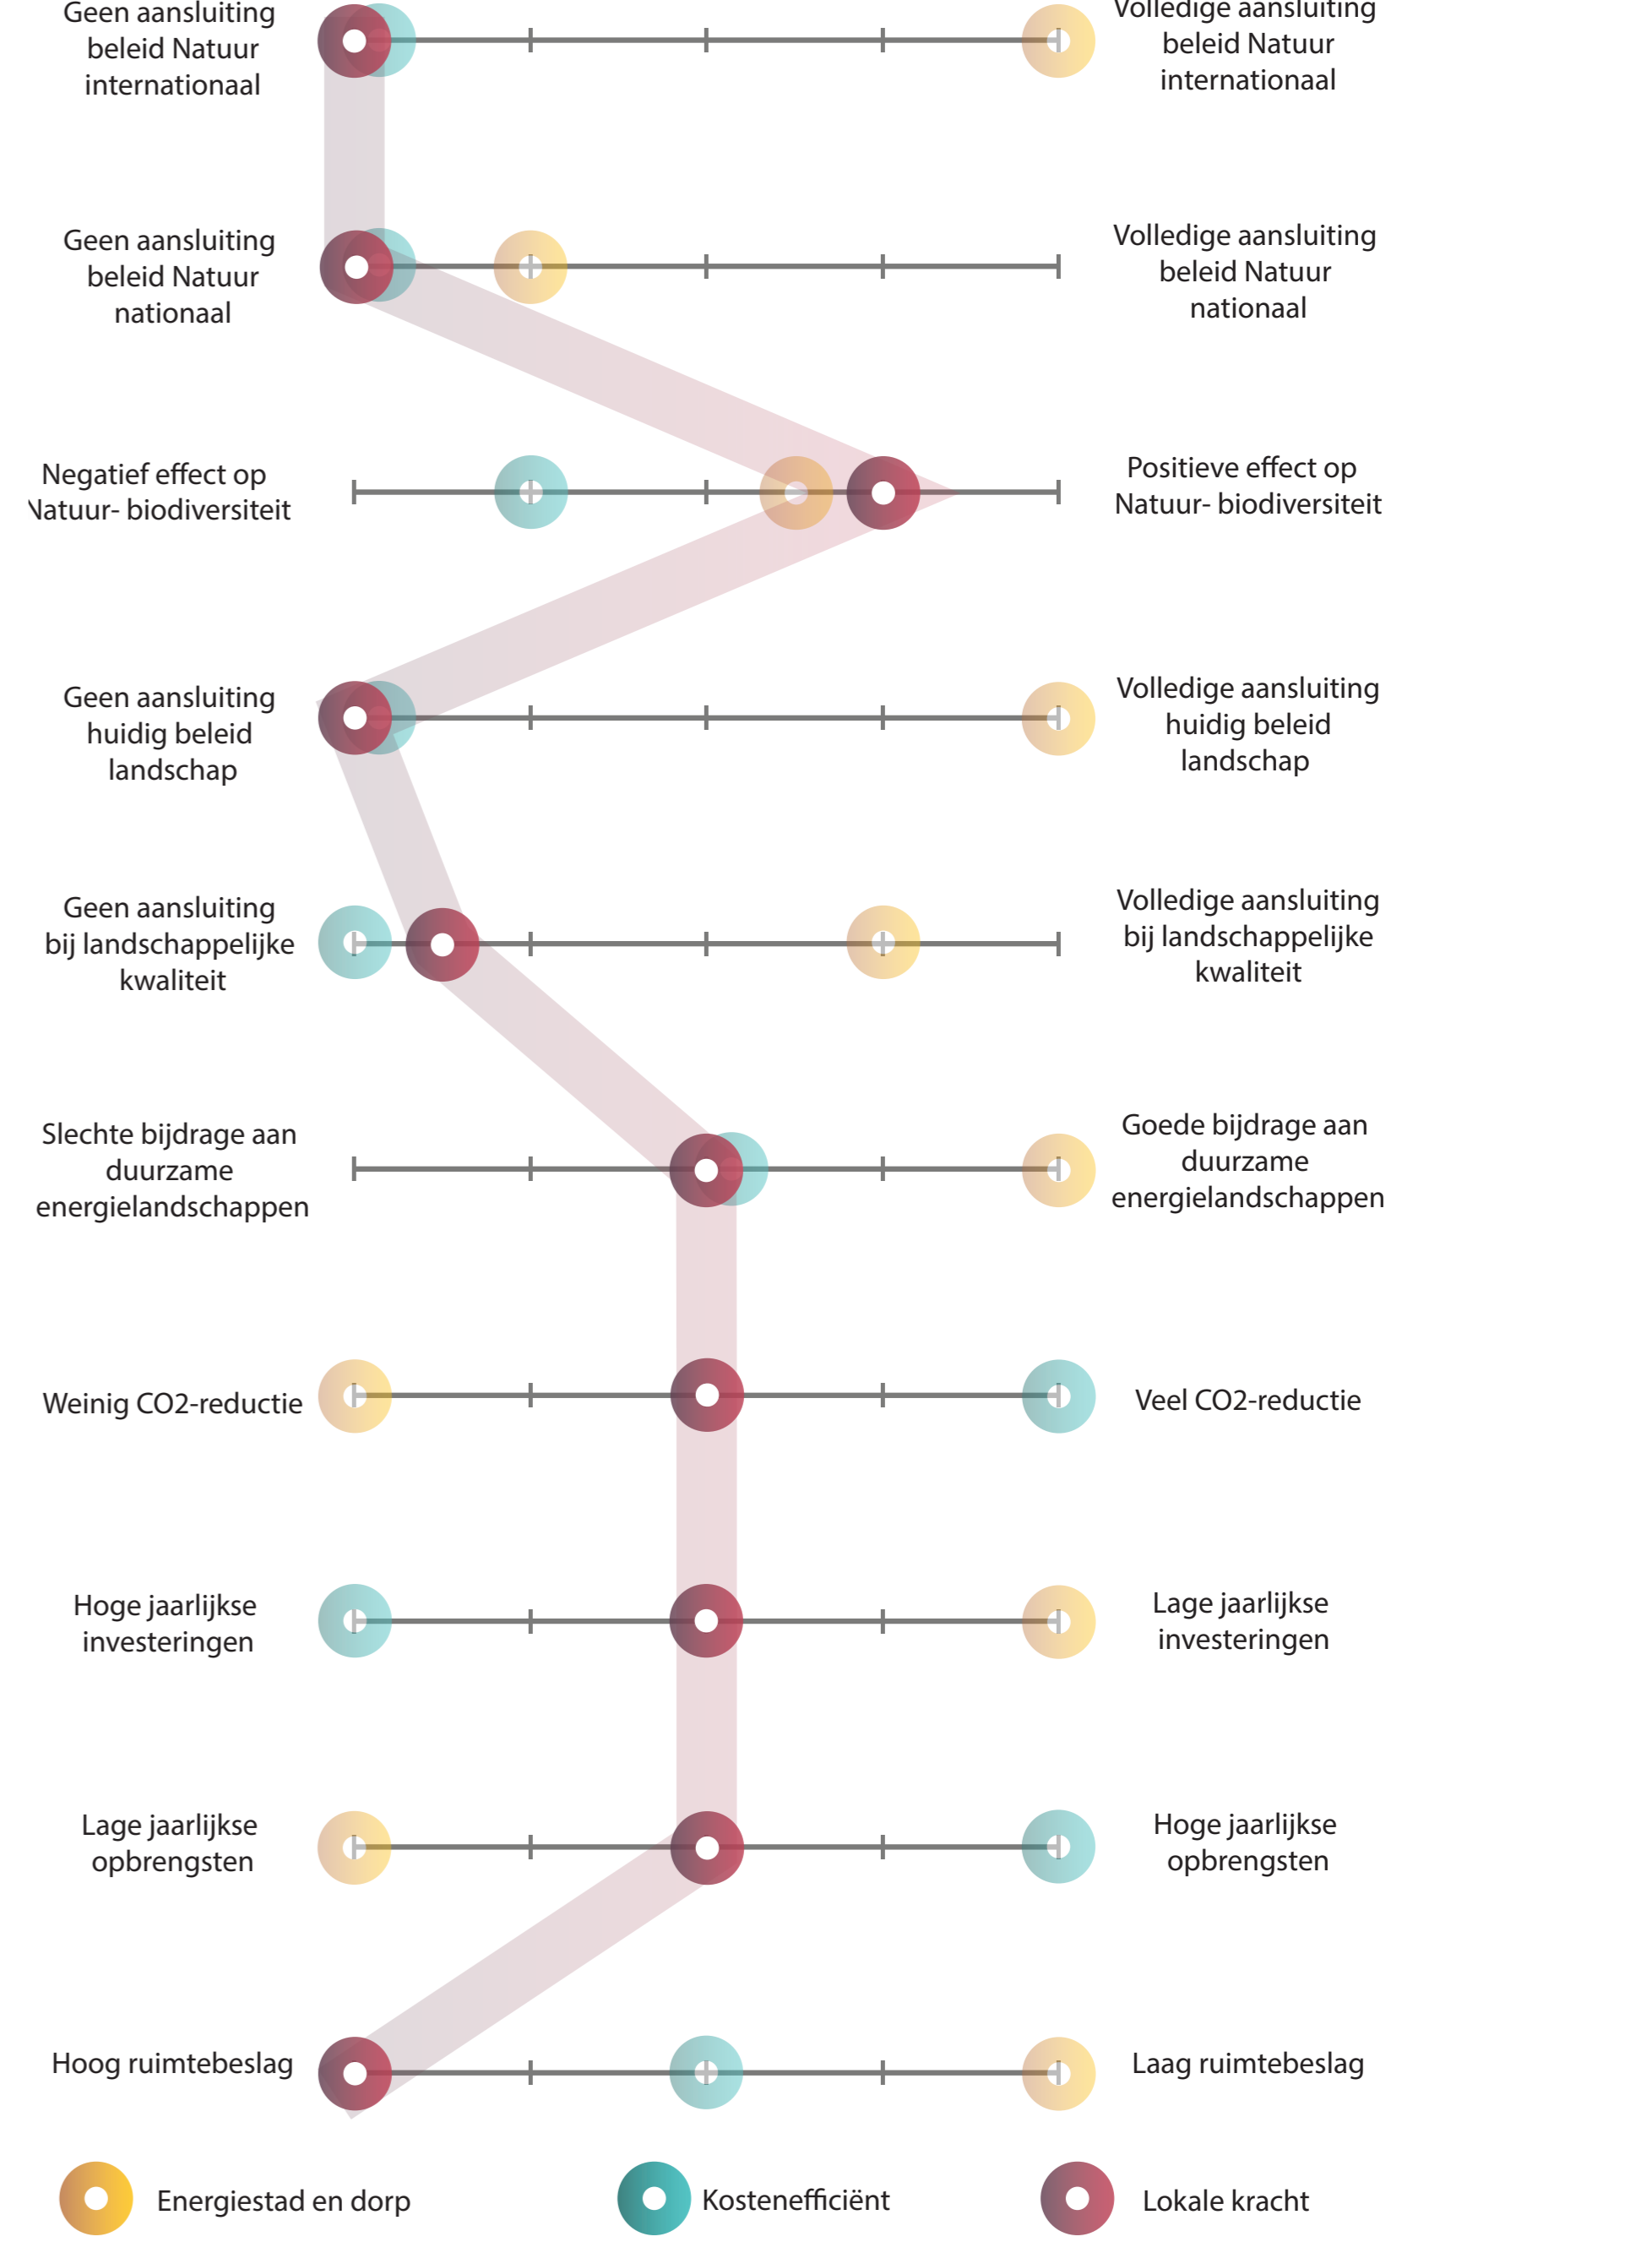 Geen aansluiting
beleid Natuur
internationaal
Volledige aansluiting
beleid Natuur
internationaal
Geen aansluiting
beleid Natuur
nationaal
Volledige aansluiting
beleid Natuur
nationaal
Negatief effect op
Natuur- biodiversiteit
Positieve effect op
Natuur- biodiversiteit
Geen aansluiting
huidig beleid
landschap
Volledige aansluiting
huidig beleid
landschap
Geen aansluiting
bij landschappelijke
kwaliteit
Volledige aansluiting
bij landschappelijke
kwaliteit
Slechte bijdrage aan
duurzame
energielandschappen
Goede bijdrage aan
duurzame
energielandschappen
Weinig CO2-reductie
Veel CO2-reductie
Hoge jaarlijkse
investeringen
Lage jaarlijkse
investeringen
Lage jaarlijkse
opbrengsten
Hoge jaarlijkse
opbrengsten
Hoog ruimtebeslag
Laag ruimtebeslag
Energiestad en dorp
Kostenefficiënt
Lokale kracht